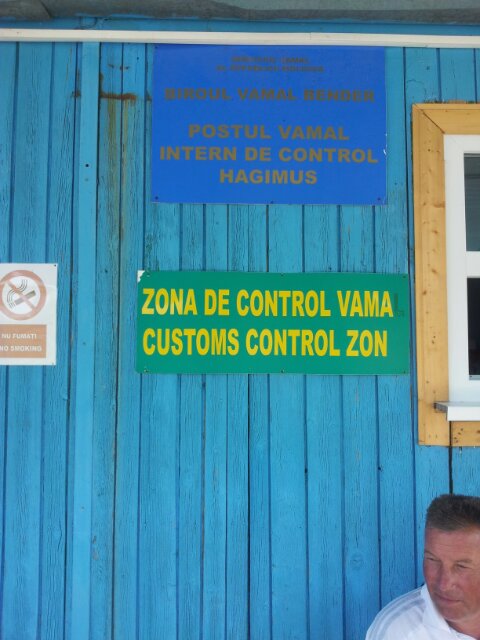 BIROUL VAMAL BENDER
POSTUL VAMAL
INTERN DE CONTROL
HAGIMUS
ZONA DE CONTROL VAMA
CUSTOMS CONTROL ZON
NU FUMATI
NO SMOKING